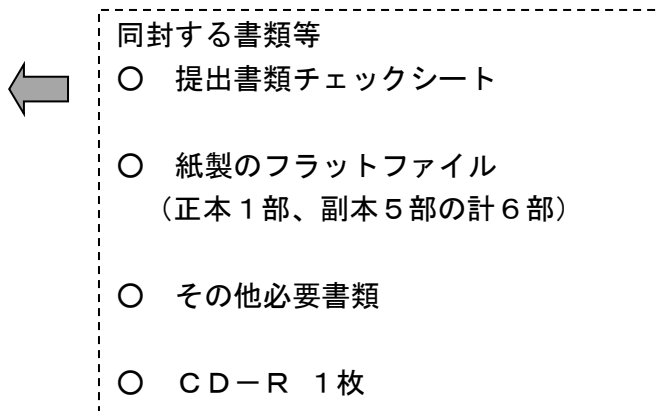 同封する書類等
○　提出書類チェックシート
○　紙製のフラットファイル
（正本１部、副本５部の計６部）
○　その他必要書類
○　ＣＤ－Ｒ １枚